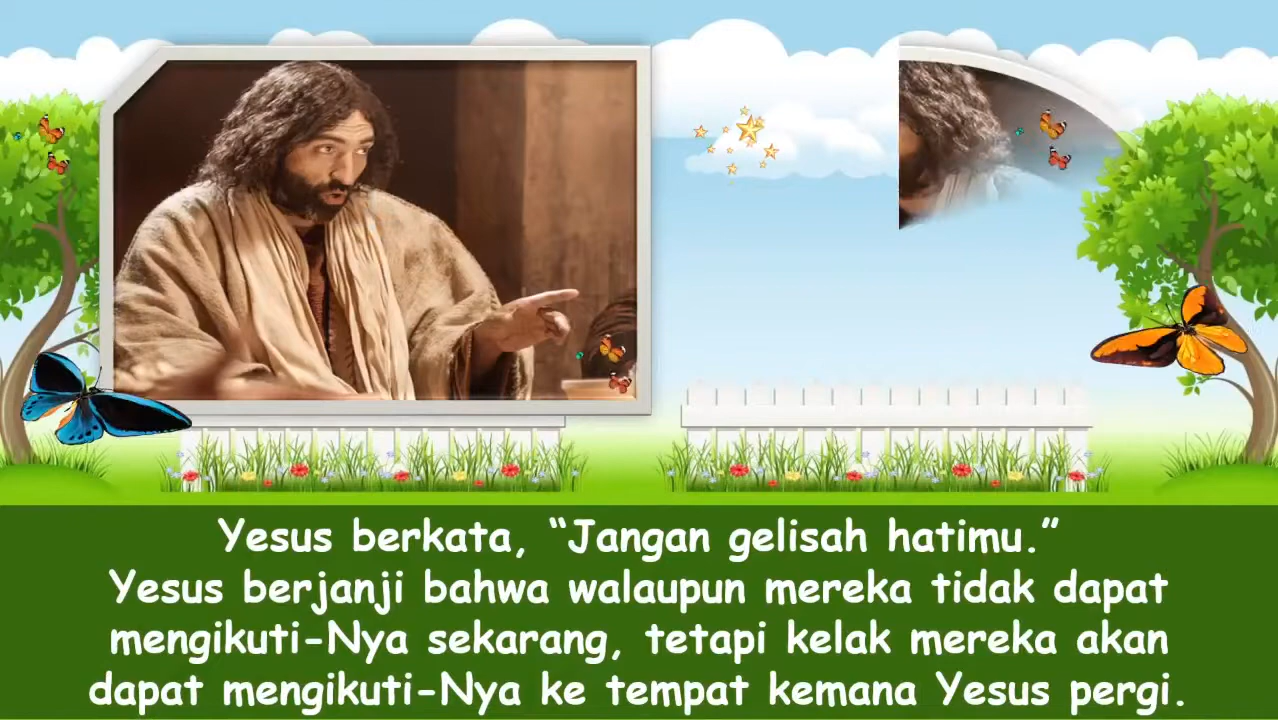 Yesus berkata, “Jangan gelisah hatimu.”
Yesus berjanji bahwa walaupun mereka tidak dapat
mengikuti-Nya sekarang, tetapi kelak mereka akan
dapat mengikuti-Nya ke tempat kemana Yesus pergi.